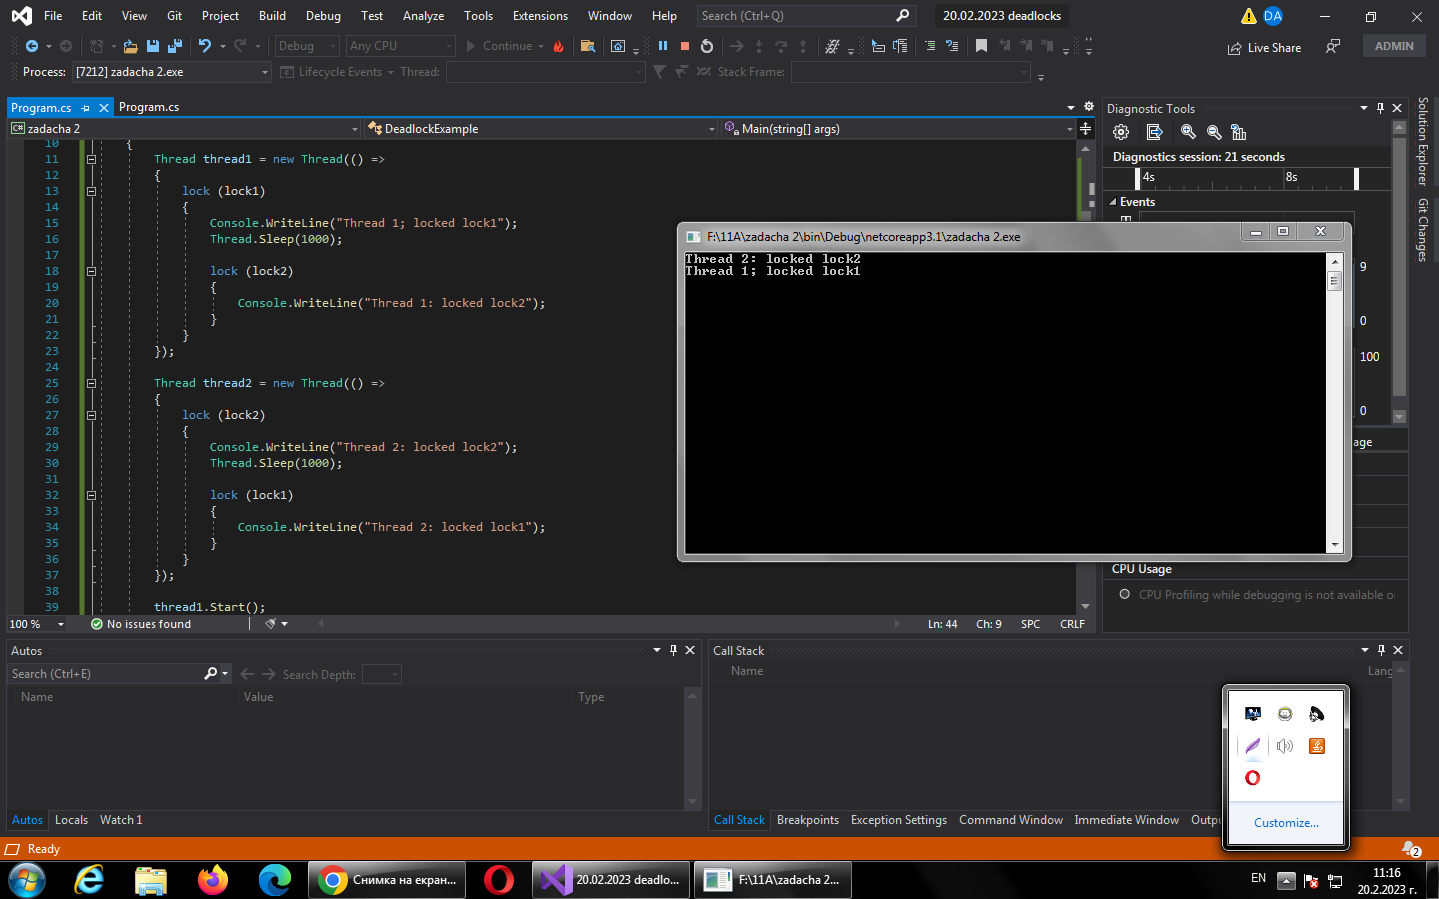 File Edit View Git Project Build Debug Test Analyze Tools Extensions Window Help Search (Ctrl+Q) 20.02.2023 deadlocks DA
Debug Any CPU Continue Live Share ADMIN
Process: [7212] zadacha 2.exe Lifecycle Events Thread: Stack Frame:
Program.cs Program.cs
zadacha 2 DeadlockExample Main(string[] args)
10 {
11 Thread thread1 = new Thread(() =>
12 {
13 lock (lock1)
14 {
15 Console.WriteLine("Thread 1; locked lock1");
16 Thread.Sleep(1000);
17
18 lock (lock2)
19 {
20 Console.WriteLine("Thread 1: locked lock2");
21 }
22 }
23 });
24
25 Thread thread2 = new Thread(() =>
26 {
27 lock (lock2)
28 {
29 Console.WriteLine("Thread 2: locked lock2");
30 Thread.Sleep(1000);
31
32 lock (lock1)
33 {
34 Console.WriteLine("Thread 2: locked lock1");
35 }
36 }
37 });
38
39 thread1.Start();
100 % No issues found Ln: 44 Ch: 9 SPC CRLF
F:\11A\zadacha 2\bin\Debug\netcoreapp3.1\zadacha 2.exe
Thread 2: locked lock2
Thread 1; locked lock1
Diagnostic Tools
Diagnostics session: 21 seconds
4s 8s
Events
9
0
100
0
age
CPU Usage
CPU Profiling while debugging is not available o
Solution Explorer
Git Changes
Autos
Search (Ctrl+E) Search Depth:
Name Value Type
Autos Locals Watch 1
Call Stack
Name Lang
Call Stack Breakpoints Exception Settings Command Window Immediate Window Outpu
Customize...
Ready 2
Снимка на екран... 20.02.2023 deadlo... F:\11A\zadacha 2... EN 11:16
20.2.2023 г.